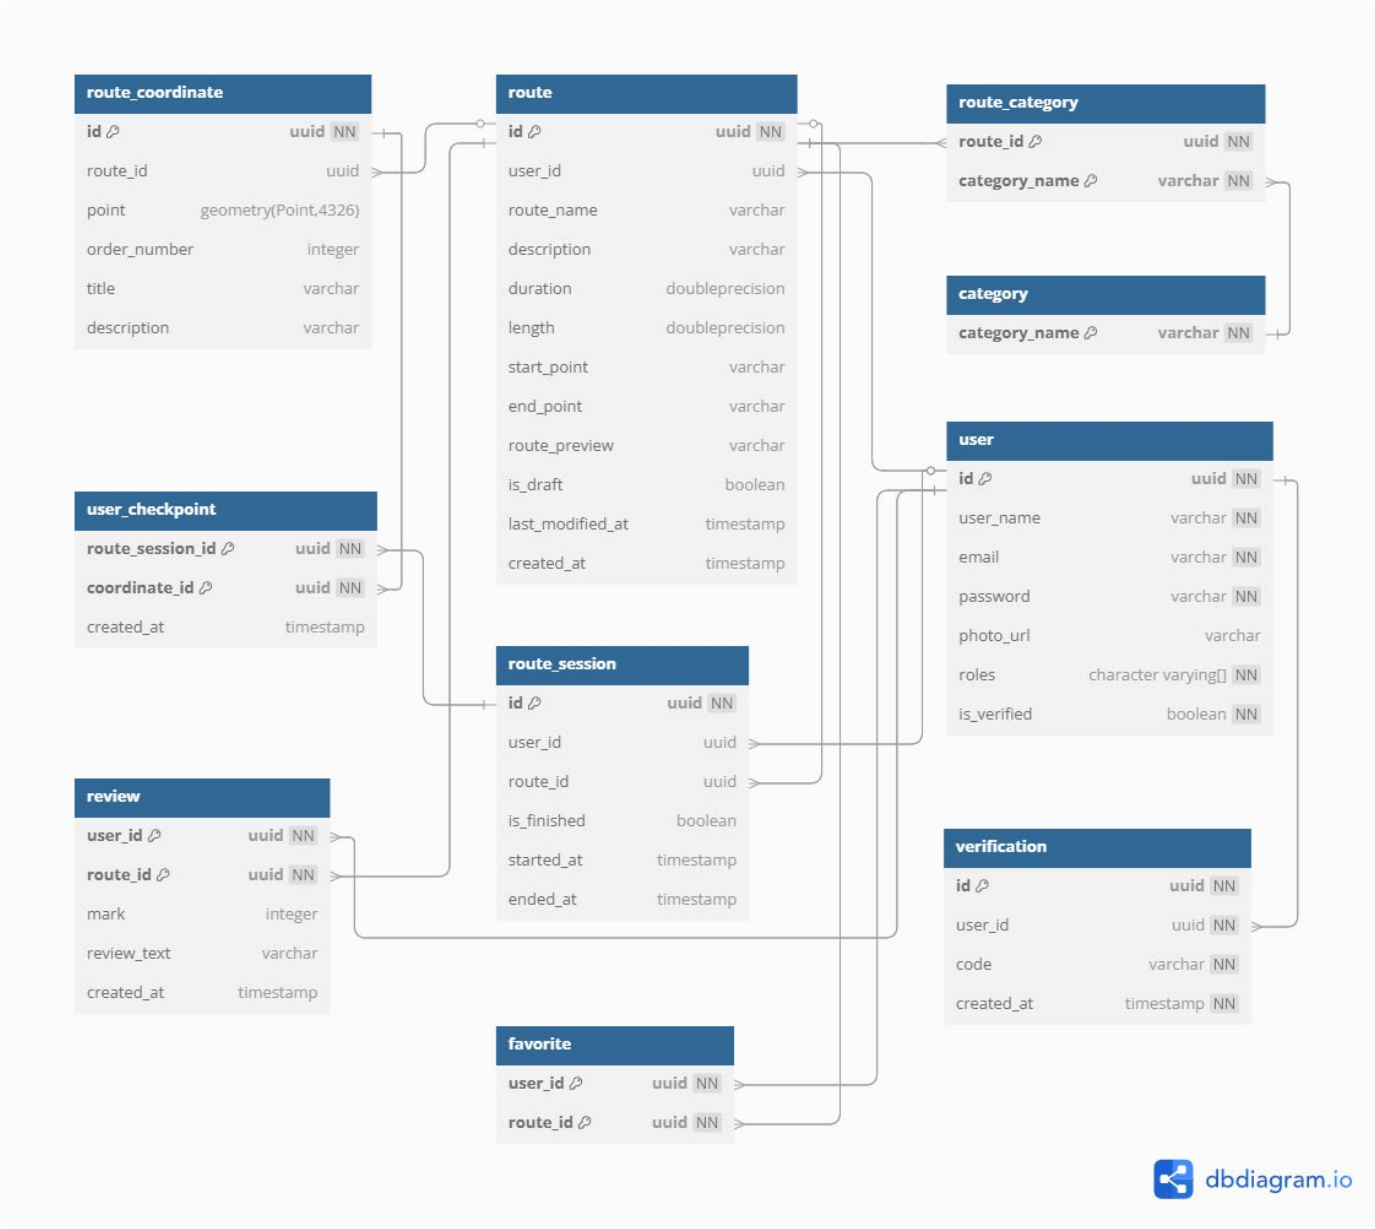 route_coordinate
id uuid NN
route_id uuid
point geometry(Point,4326)
order_number integer
title varchar
description varchar
route
id uuid NN
user_id uuid
route_name varchar
description varchar
duration doubleprecision
length doubleprecision
start_point varchar
end_point varchar
route_preview varchar
is_draft boolean
last_modified_at timestamp
created_at timestamp
route_category
route_id uuid NN
category_name varchar NN
category
category_name varchar NN
user
id uuid NN
user_name varchar NN
email varchar NN
password varchar NN
photo_url varchar
roles character varying[] NN
is_verified boolean NN
user_checkpoint
route_session_id uuid NN
coordinate_id uuid NN
created_at timestamp
route_session
id uuid NN
user_id uuid
route_id uuid
is_finished boolean
started_at timestamp
ended_at timestamp
review
user_id uuid NN
route_id uuid NN
mark integer
review_text varchar
created_at timestamp
verification
id uuid NN
user_id uuid NN
code varchar NN
created_at timestamp NN
favorite
user_id uuid NN
route_id uuid NN
dbdiagram.io